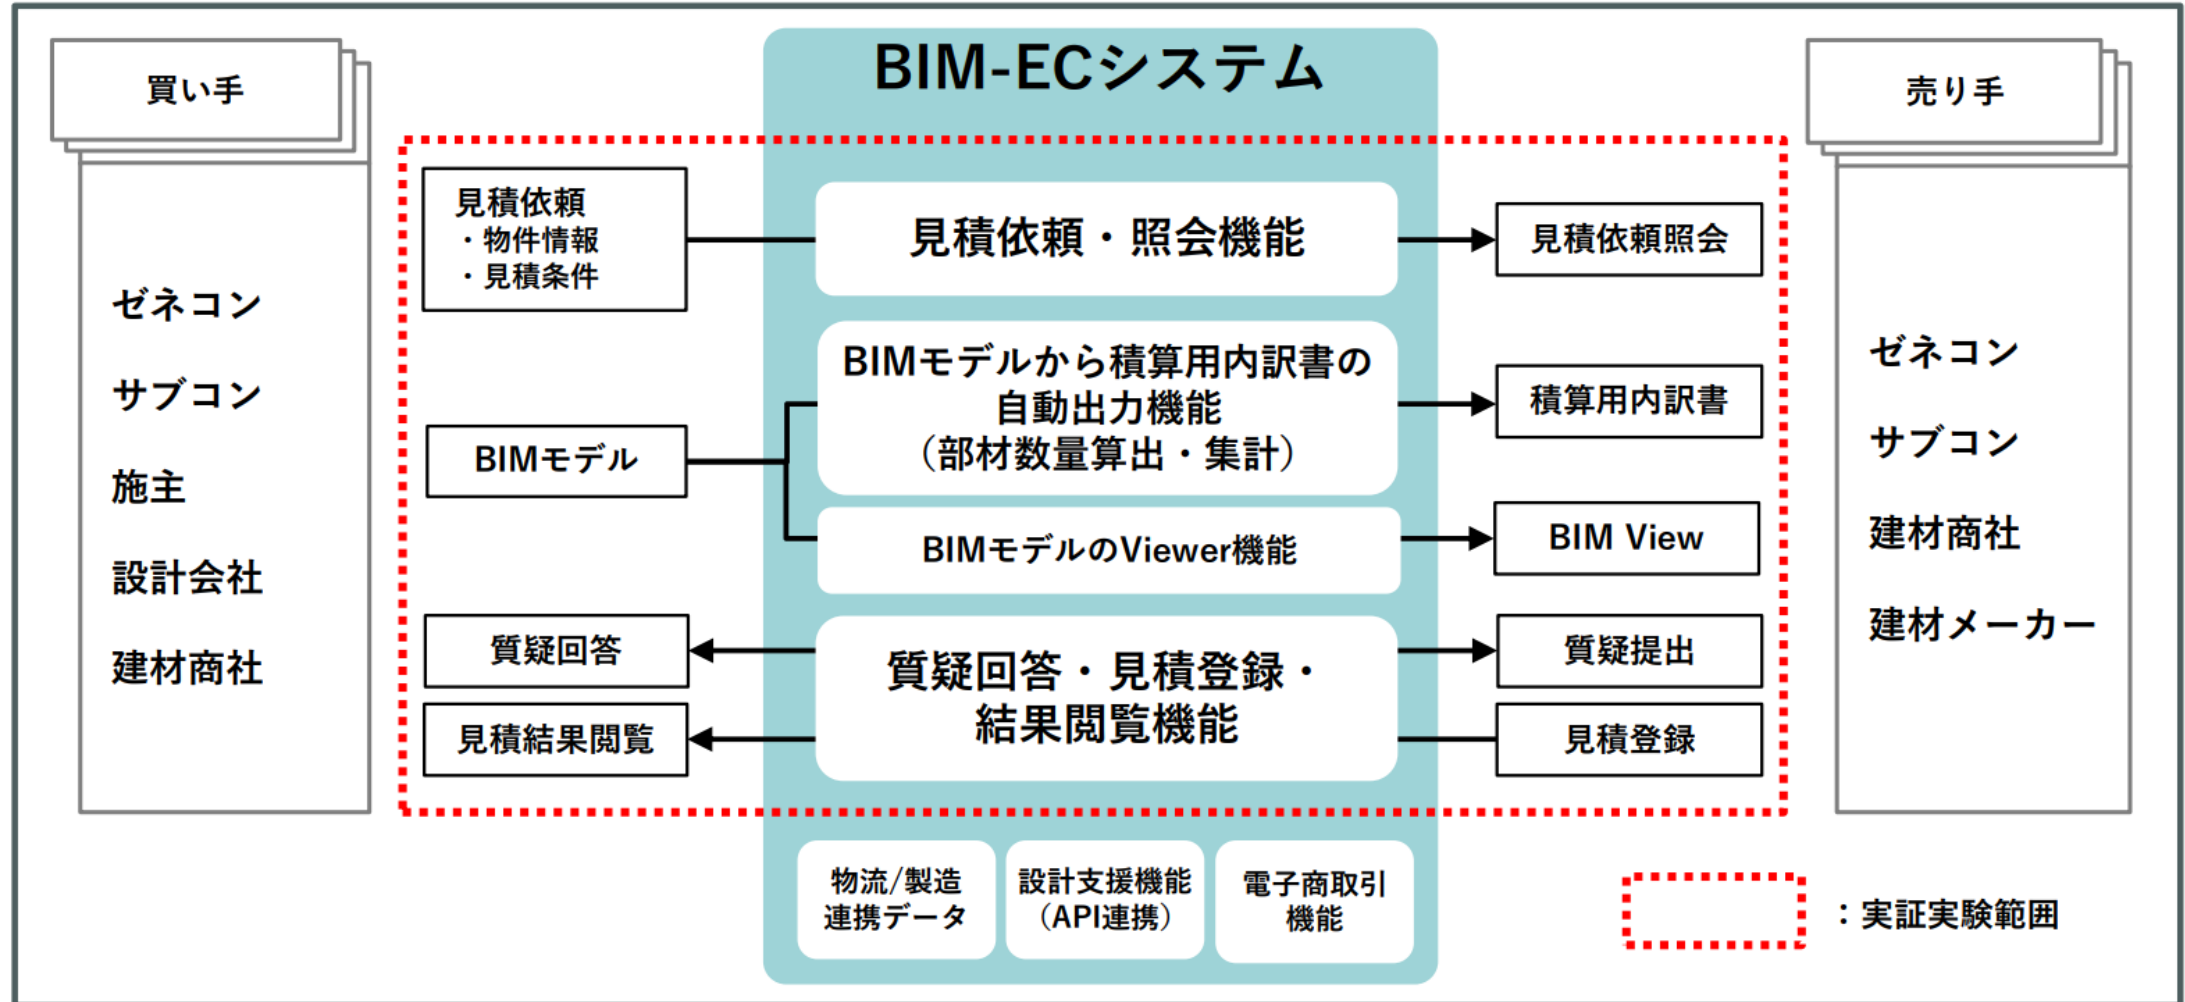 BIM-ECシステム
買い手
ゼネコン
サブコン
施主
設計会社
建材商社
見積依頼
・物件情報
・見積条件
BIMモデル
質疑回答
見積結果閲覧
見積依頼・照会機能
BIMモデルから積算用内訳書の
自動出力機能
（部材数量算出・集計）
BIMモデルのViewer機能
質疑回答・見積登録・
結果閲覧機能
物流/製造
連携データ
設計支援機能
（API連携）
電子商取引
機能
見積依頼照会
積算用内訳書
BIM View
質疑提出
見積登録
売り手
ゼネコン
サブコン
建材商社
建材メーカー
：実証実験範囲